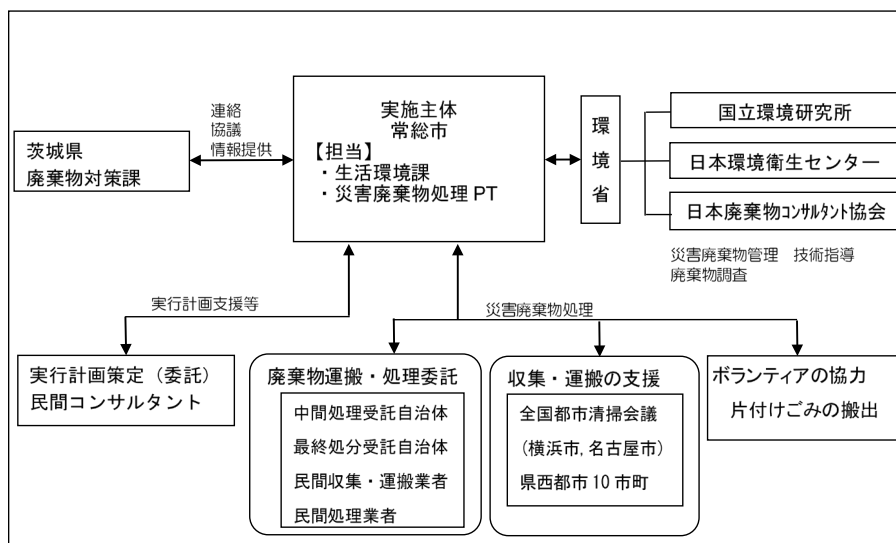 連絡
協議
情報提供
茨城県
廃棄物対策課
実施主体
常総市
【担当】
・生活環境課
・災害廃棄物処理 PT
環境省
国立環境研究所
日本環境衛生センター
日本廃棄物コンサルタント協会
災害廃棄物管理　技術指導
廃棄物調査
実行計画支援等
災害廃棄物処理
実行計画策定（委託）
民間コンサルタント
廃棄物運搬・処理委託
中間処理受託自治体
最終処分受託自治体
民間収集・運搬業者
民間処理業者
収集・運搬の支援
全国都市清掃会議
(横浜市,名古屋市)
県西都市 10 市町
ボランティアの協力
片付けごみの搬出